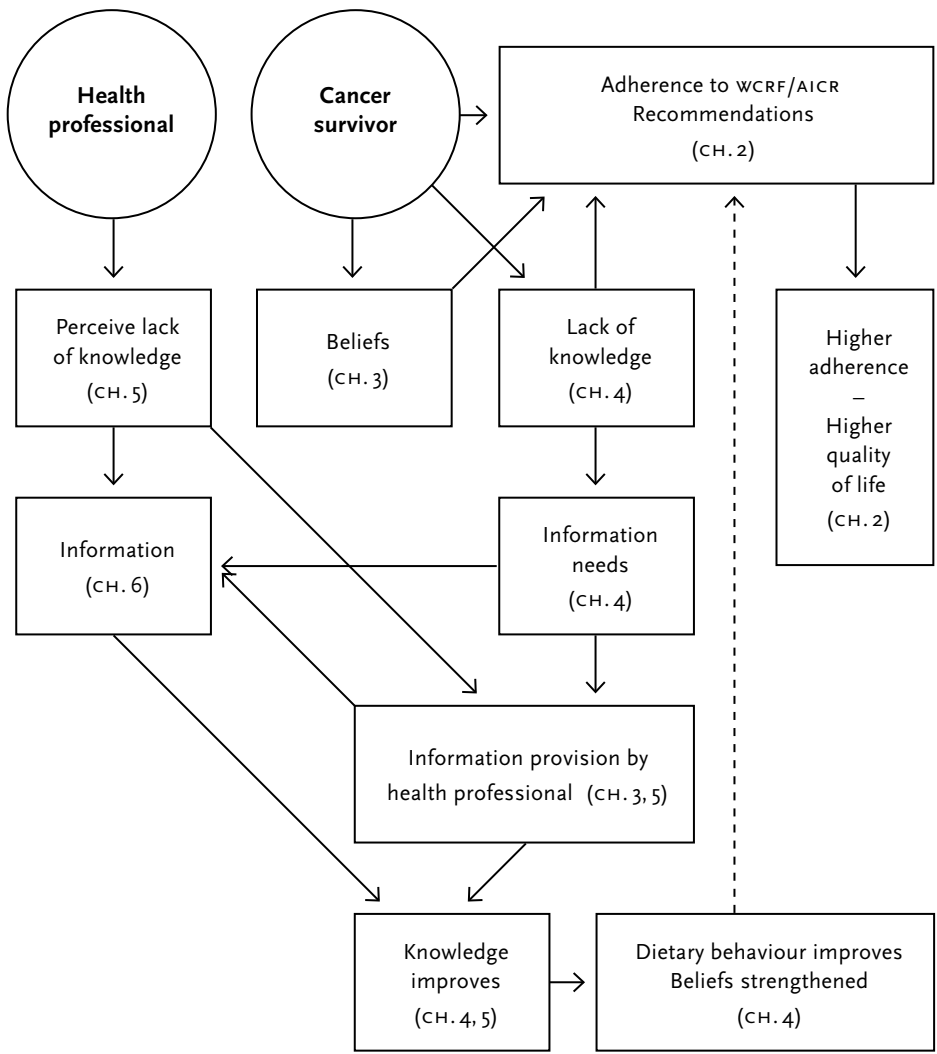 Health
professional
Cancer
survivor
Adherence to WCRF/AICR
Recommendations
(CH. 2)
Perceive lack
of knowledge
(CH. 5)
Beliefs
(CH. 3)
Lack of
knowledge
(CH. 4)
Higher
adherence
–
Higher
quality
of life
(CH. 2)
Information
(CH. 6)
Information
needs
(CH. 4)
Information provision by
health professional (CH. 3, 5)
Knowledge
improves
(CH. 4, 5)
Dietary behaviour improves
Beliefs strengthened
(CH. 4)